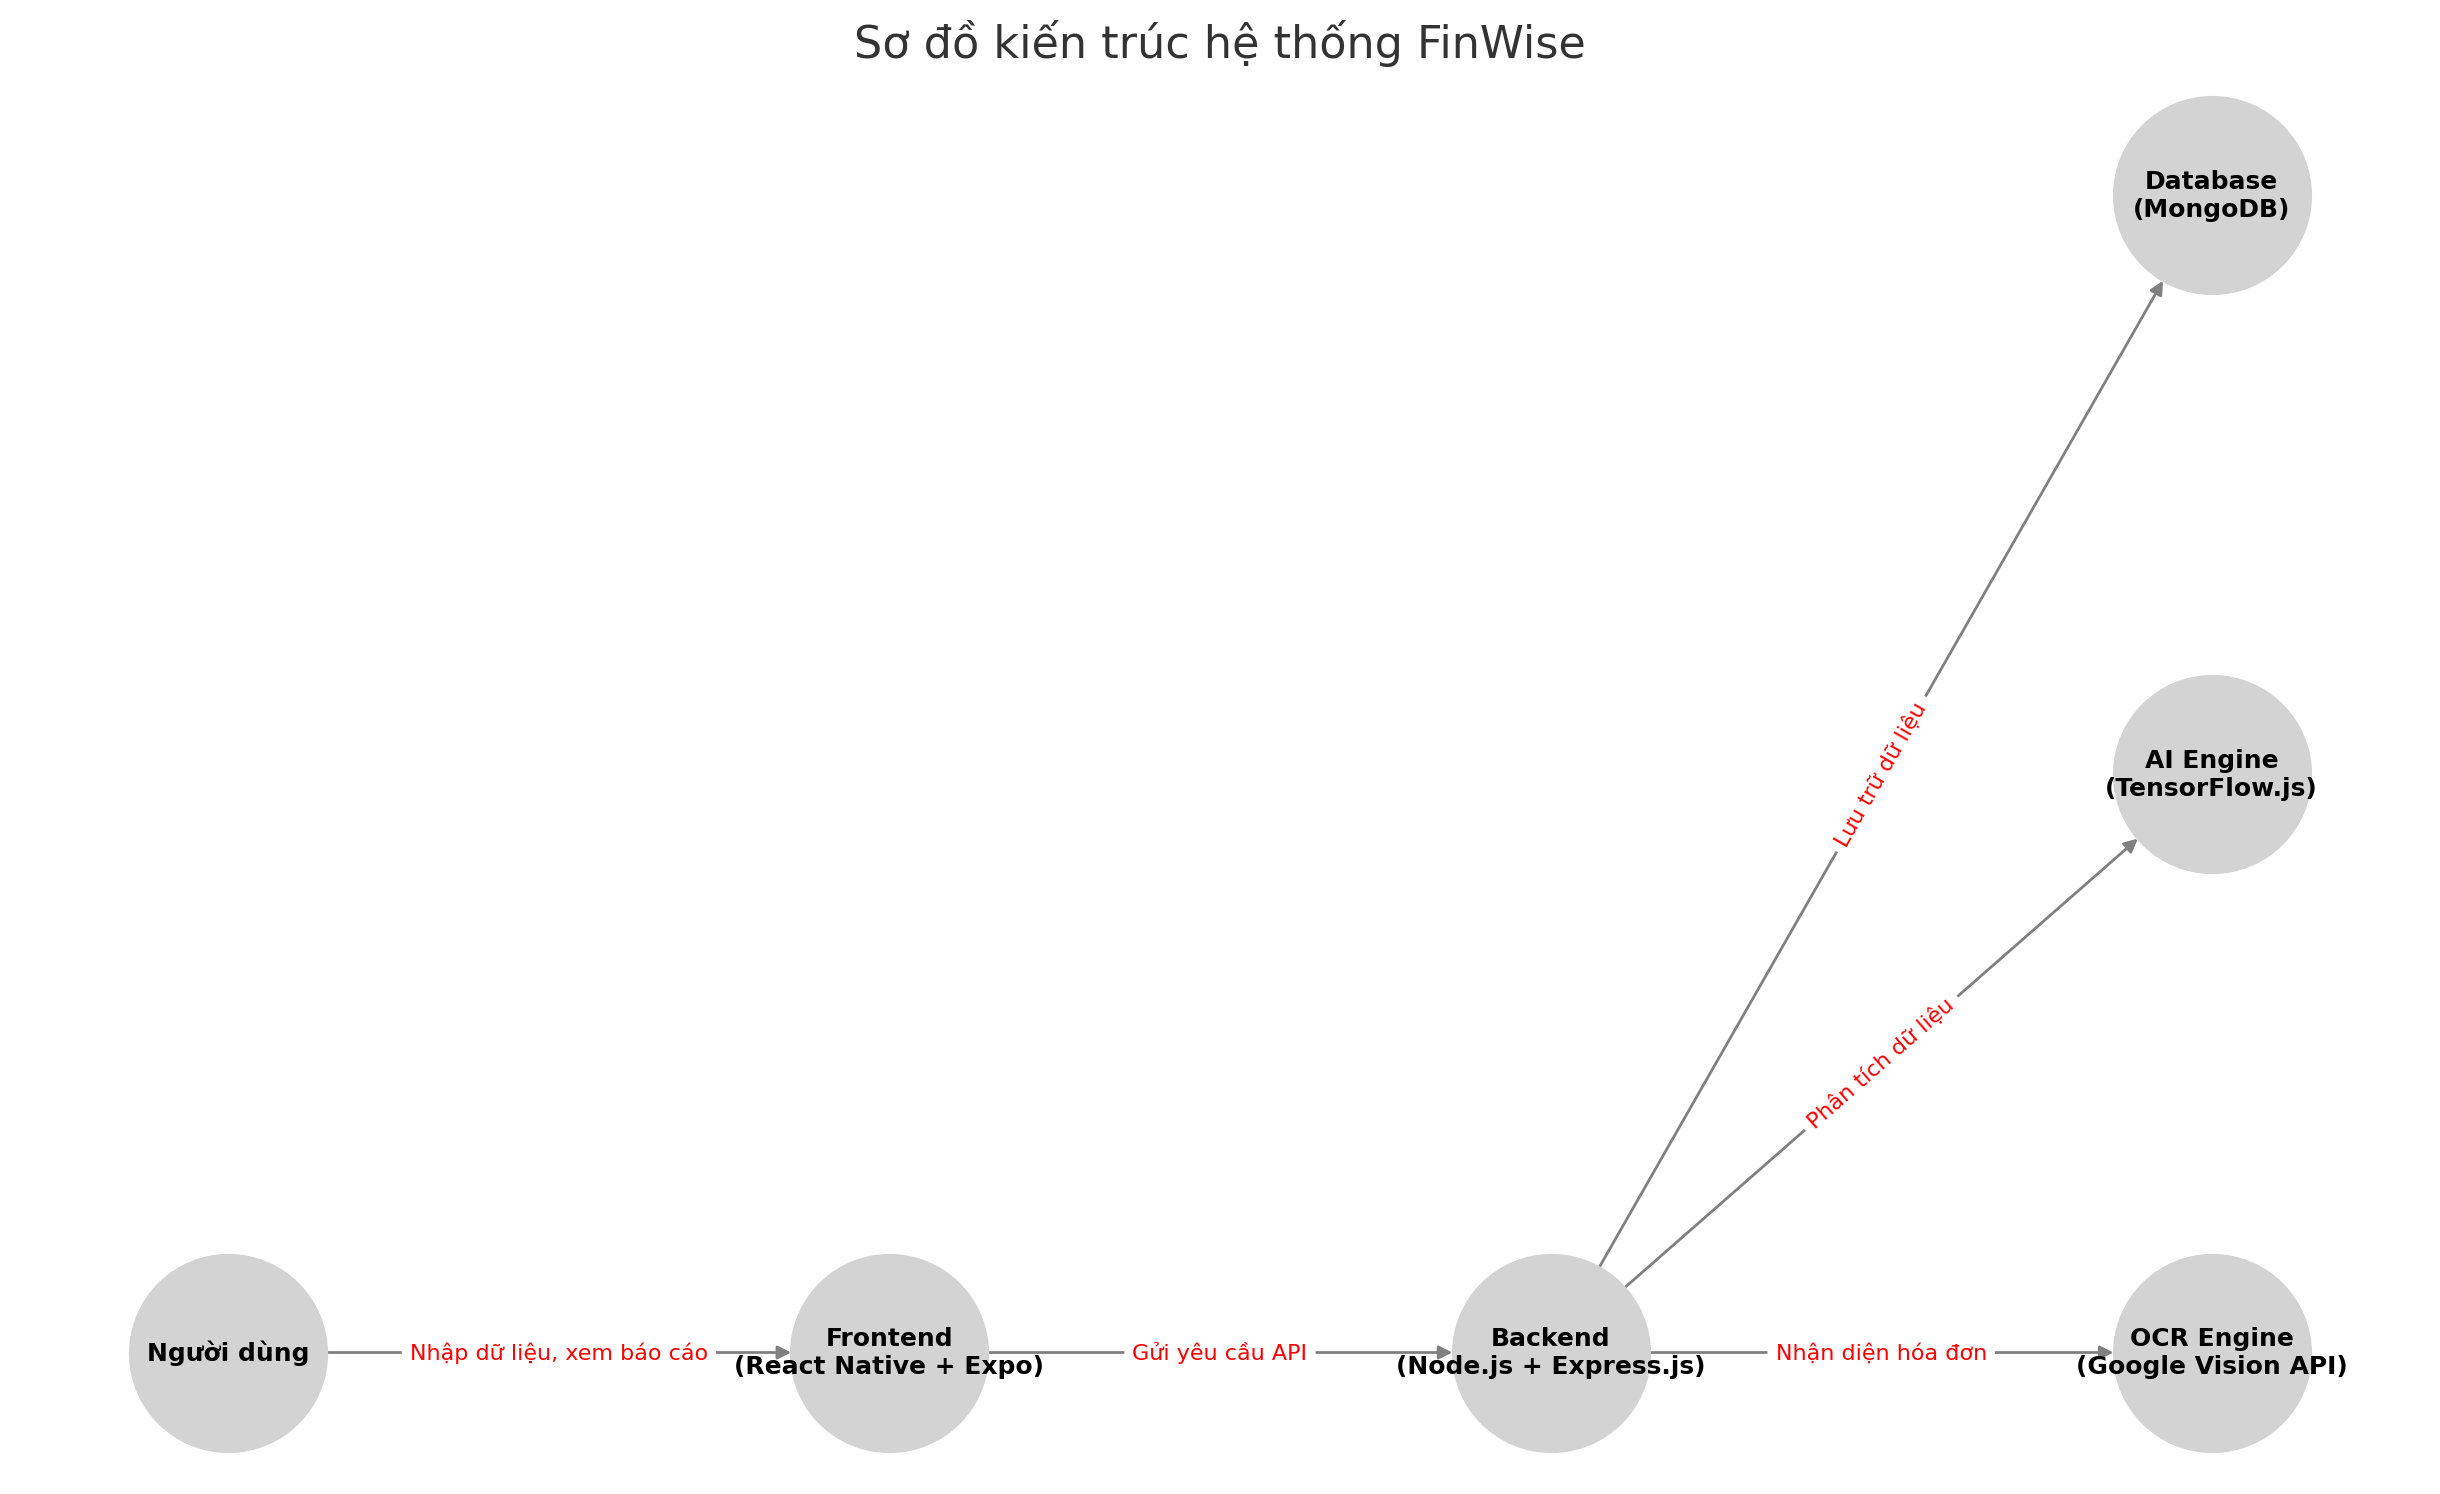 Sơ đồ kiến trúc hệ thống FinWise
Database
(MongoDB)
Lưu trữ dữ liệu
AI Engine
(TensorFlow.js)
Phân tích dữ liệu
Người dùng
Nhập dữ liệu, xem báo cáo
Frontend
(React Native + Expo)
Gửi yêu cầu API
Backend
(Node.js + Express.js)
Nhận diện hóa đơn
OCR Engine
(Google Vision API)